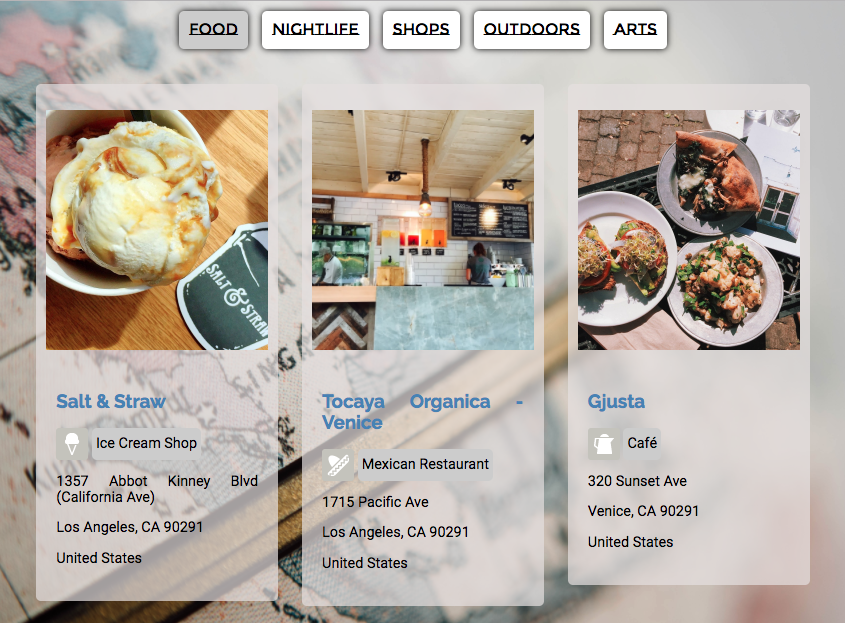 FOOD
NIGHTLIFE
SHOPS
OUTDOORS
ARTS
SALT & STRAW
Salt & Straw
Ice Cream Shop
1357 Abbot Kinney Blvd
(California Ave)
Los Angeles, CA 90291
United States
Tocaya Organica -
Venice
Mexican Restaurant
1715 Pacific Ave
Los Angeles, CA 90291
United States
Gjusta
Café
320 Sunset Ave
Venice, CA 90291
United States